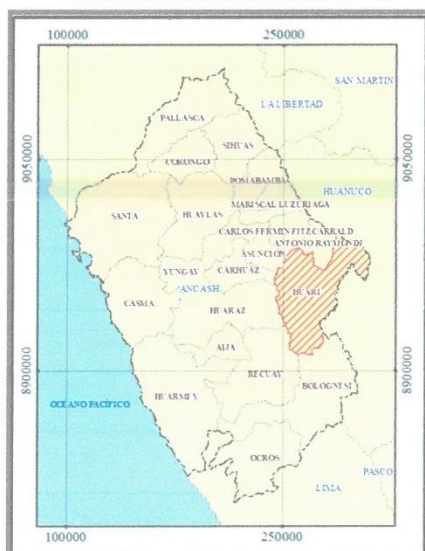 100000 250000
SAN MARTIN
LA LIBERTAD
PALLASCA
SIHUAS
9050000 9050000
CORONGO
POMABAMBA
HUANUCO
MARISCAL LUZURIAGA
SANTA HUAYLAS
CARLOS FERMIN FITZCARRALD
ANTONIO RAYMONDI
ASUNCION
YUNGAY CARHUAZ
ANCASH HUARI
CASMA
HUARAZ
AIJA
8900000 8900000
RECUAY
BOLOGNESI
HUARMEY
OCEANO PACÍFICO
OCROS
PASCO
LIMA
100000 250000